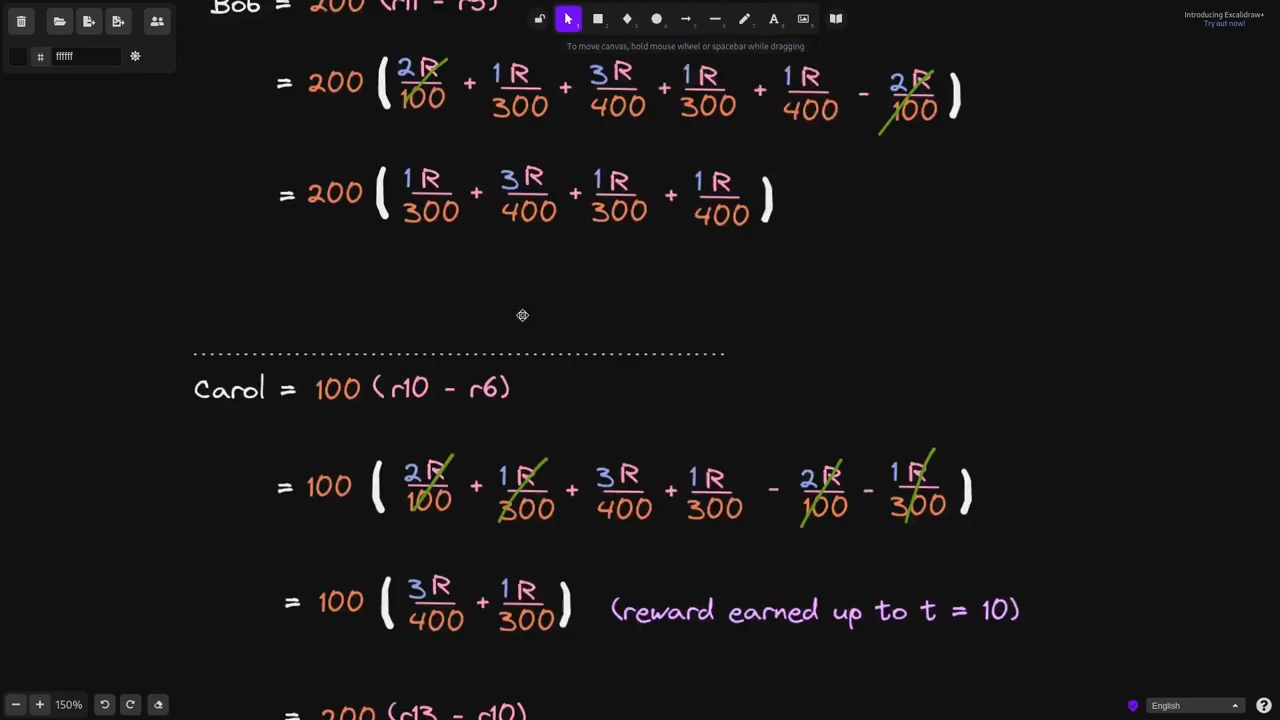 Bob = 200 (r11 - r3)
Introducing Excalidraw+
Try out now!
# ffffff
To move canvas, hold mouse wheel or spacebar while dragging
= 200 ( 2R/100 + 1R/300 + 3R/400 + 1R/300 + 1R/400 - 2R/100 )
= 200 ( 1R/300 + 3R/400 + 1R/300 + 1R/400 )
Carol = 100 (r10 - r6)
= 100 ( 2R/100 + 1R/300 + 3R/400 + 1R/300 - 2R/100 - 1R/300 )
= 100 ( 3R/400 + 1R/300 ) (reward earned up to t = 10)
= 200 (r13 - r10)
150%
English